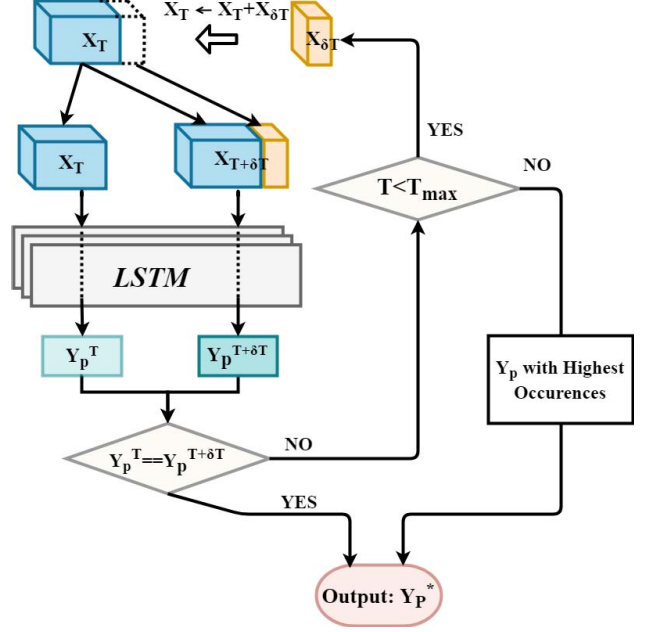 X_T ← X_T+X_δT
X_T
X_δT
YES
X_T
X_T+δT
NO
T<T_max
LSTM
Y_p^T
Y_p^T+δT
Y_p with Highest
Occurences
Y_p^T==Y_p^T+δT
NO
YES
Output: Y_P^*